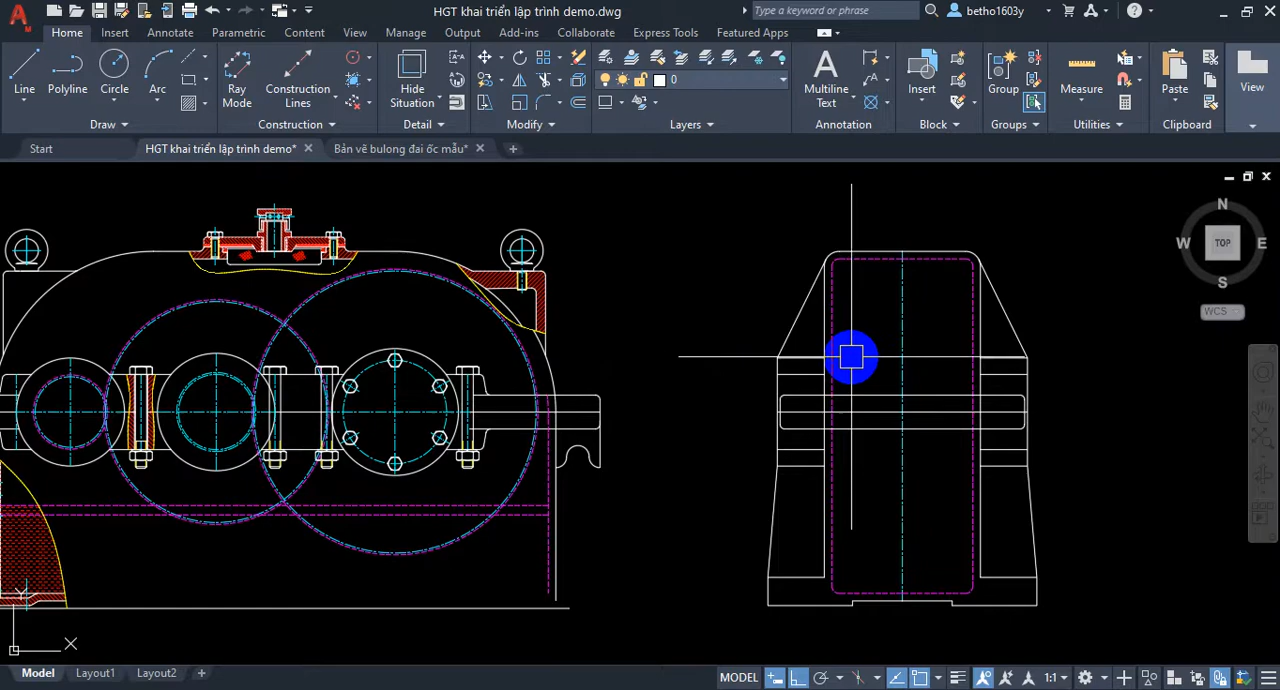 HGT khai triển lập trình demo.dwg
Type a keyword or phrase
betho1603y
Home Insert Annotate Parametric Content View Manage Output Add-ins Collaborate Express Tools Featured Apps
Line Polyline Circle Arc
Ray Mode
Construction Lines
Hide Situation
0
Multiline Text
Insert
Group
Measure
Paste
View
Draw Construction Detail Modify Layers Annotation Block Groups Utilities Clipboard
Start HGT khai triển lập trình demo* Bản vẽ bulong đai ốc mẫu*
N
W TOP E
S
WCS
Y
X
Model Layout1 Layout2
MODEL 1:1